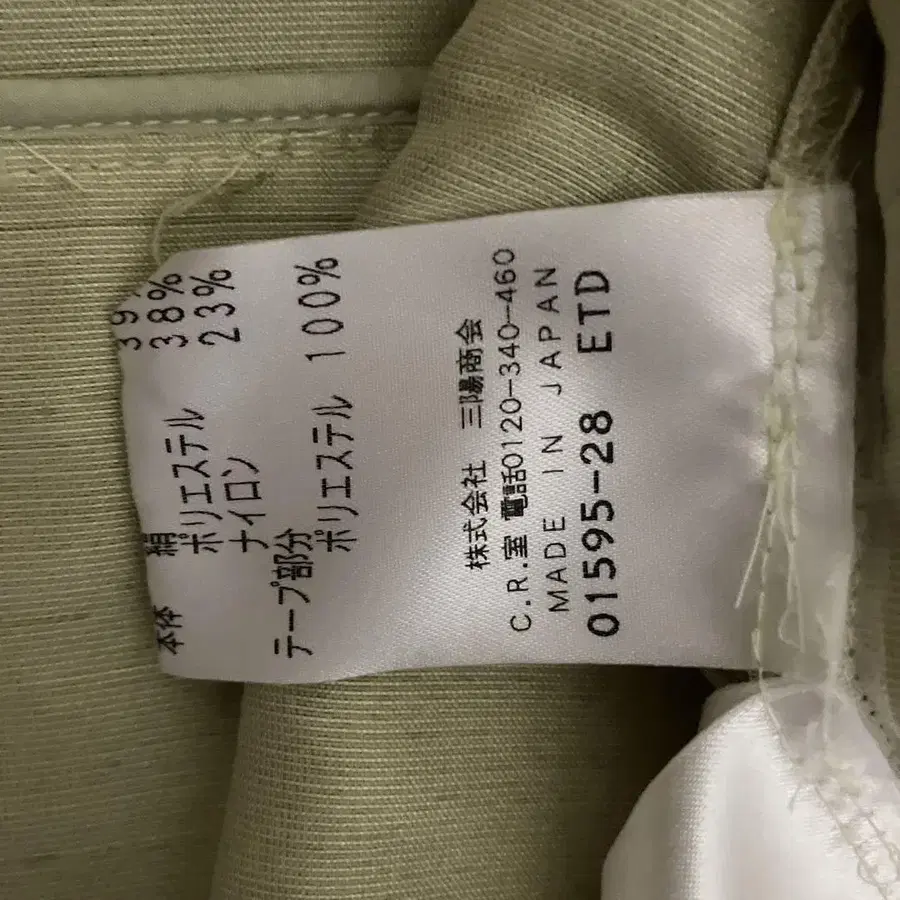 本体 絹 39%
ポリエステル 38%
ナイロン 23%
テープ部分
ポリエステル 100%
株式会社 三陽商会
C.R.室 電話0120-340-460
MADE IN JAPAN
01595-28 ETD